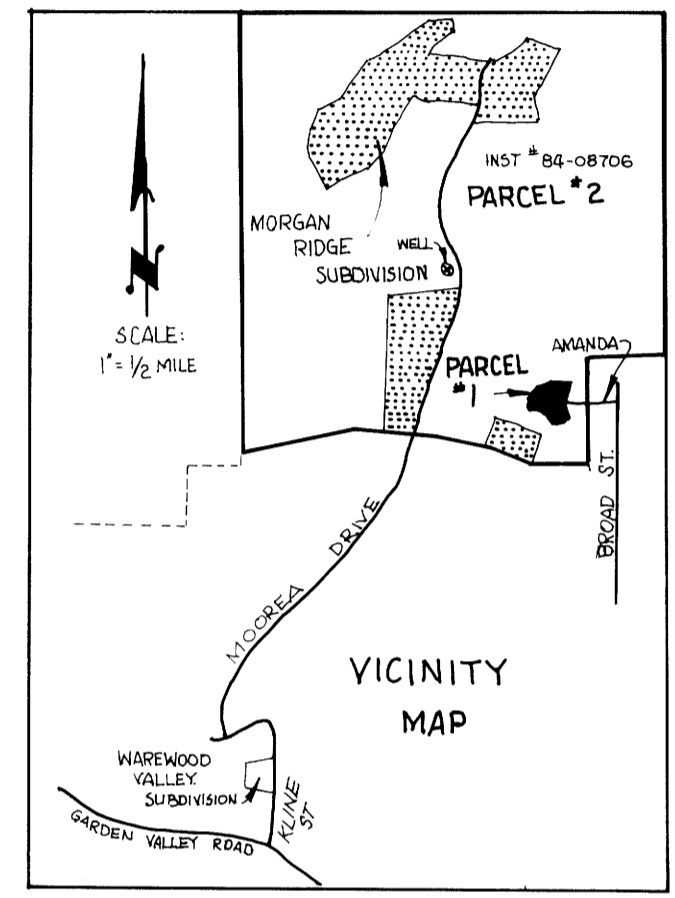 INST # 84-08706
PARCEL # 2
MORGAN
RIDGE
SUBDIVISION
WELL
N
SCALE:
1" = 1/2 MILE
AMANDA
PARCEL
# 1
BROAD ST.
MOOREA DRIVE
VICINITY
MAP
WAREWOOD
VALLEY
SUBDIVISION
KLINE
ST
GARDEN VALLEY ROAD